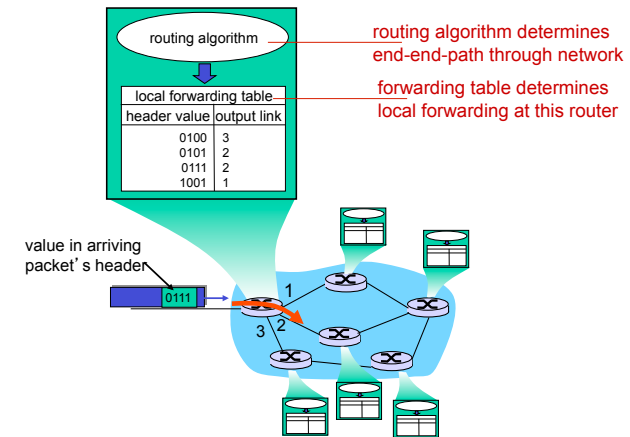 routing algorithm
routing algorithm determines
end-end-path through network
local forwarding table
header value output link
0100 3
0101 2
0111 2
1001 1
forwarding table determines
local forwarding at this router
value in arriving
packet’s header
0111
1
2
3